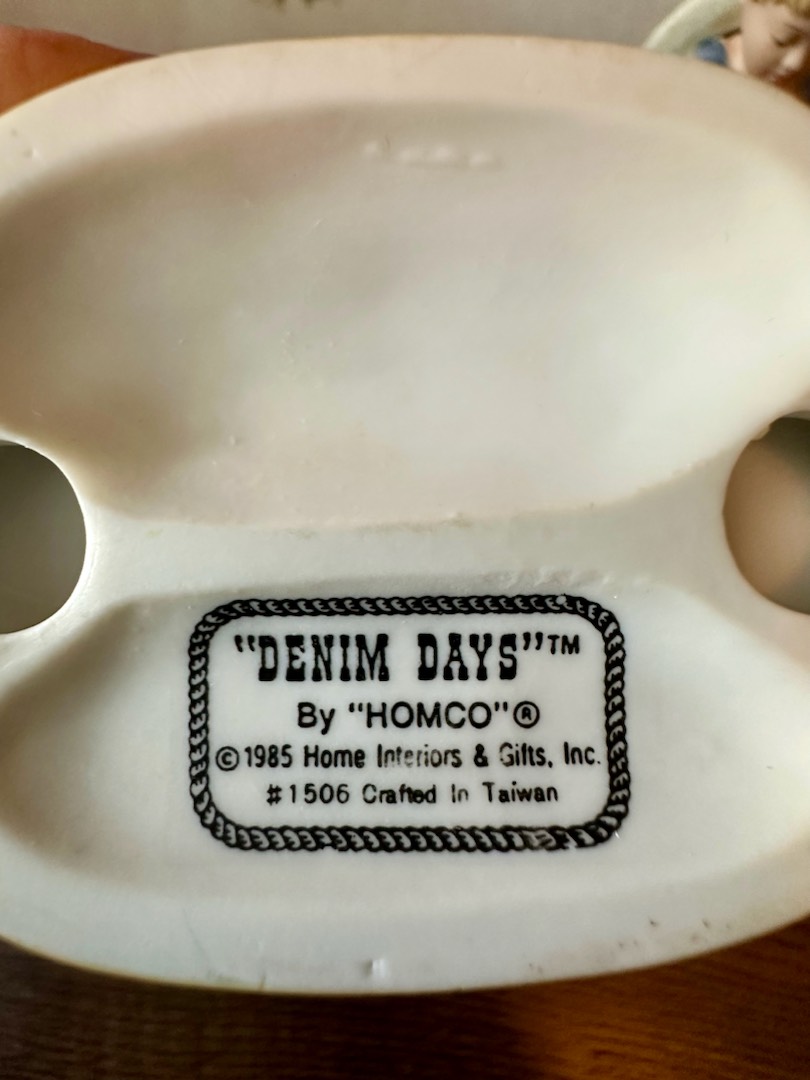 "DENIM DAYS"™
By "HOMCO"®
©1985 Home Interiors & Gifts, Inc.
#1506 Crafted In Taiwan